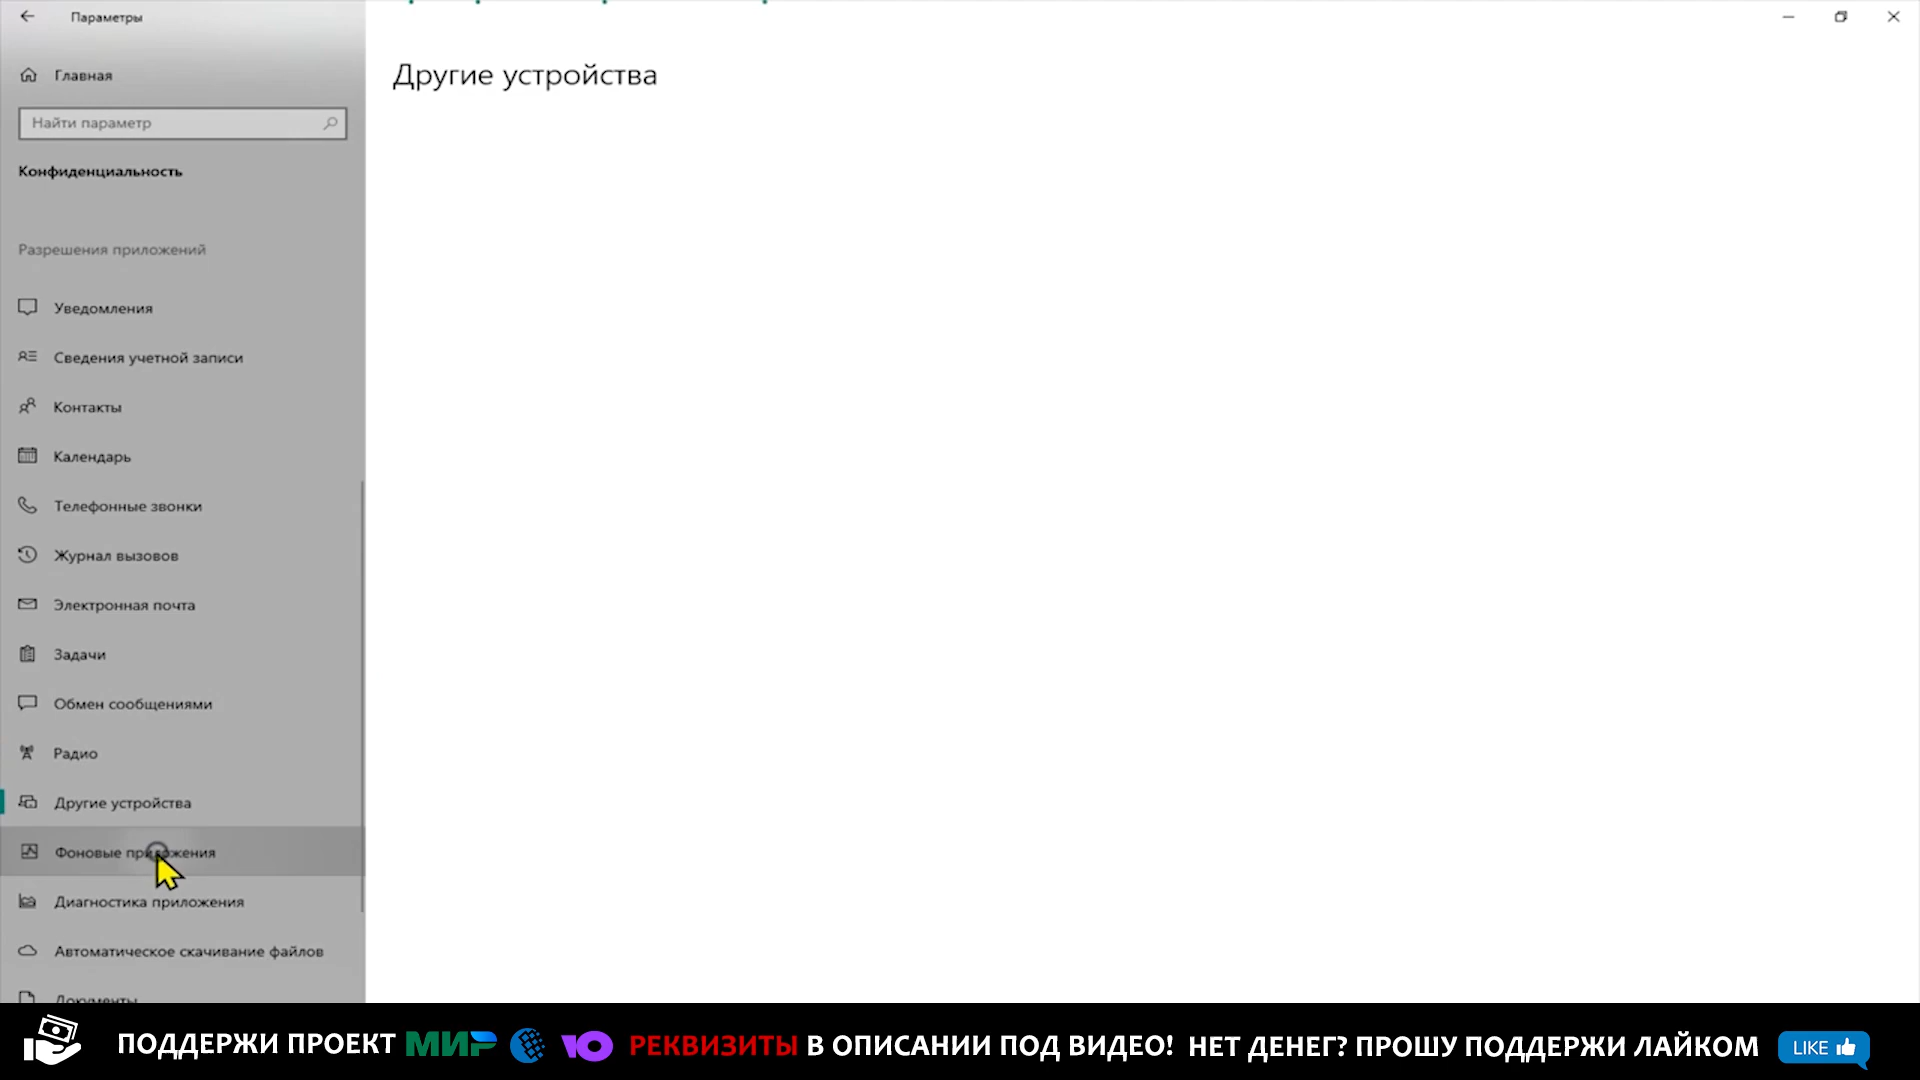 Параметры
Главная
Найти параметр
Конфиденциальность
Разрешения приложений
Уведомления
Сведения учетной записи
Контакты
Календарь
Телефонные звонки
Журнал вызовов
Электронная почта
Задачи
Обмен сообщениями
Радио
Другие устройства
Фоновые приложения
Диагностика приложения
Автоматическое скачивание файлов
Документы
Другие устройства
ПОДДЕРЖИ ПРОЕКТ МИР Ю РЕКВИЗИТЫ В ОПИСАНИИ ПОД ВИДЕО! НЕТ ДЕНЕГ? ПРОШУ ПОДДЕРЖИ ЛАЙКОМ LIKE